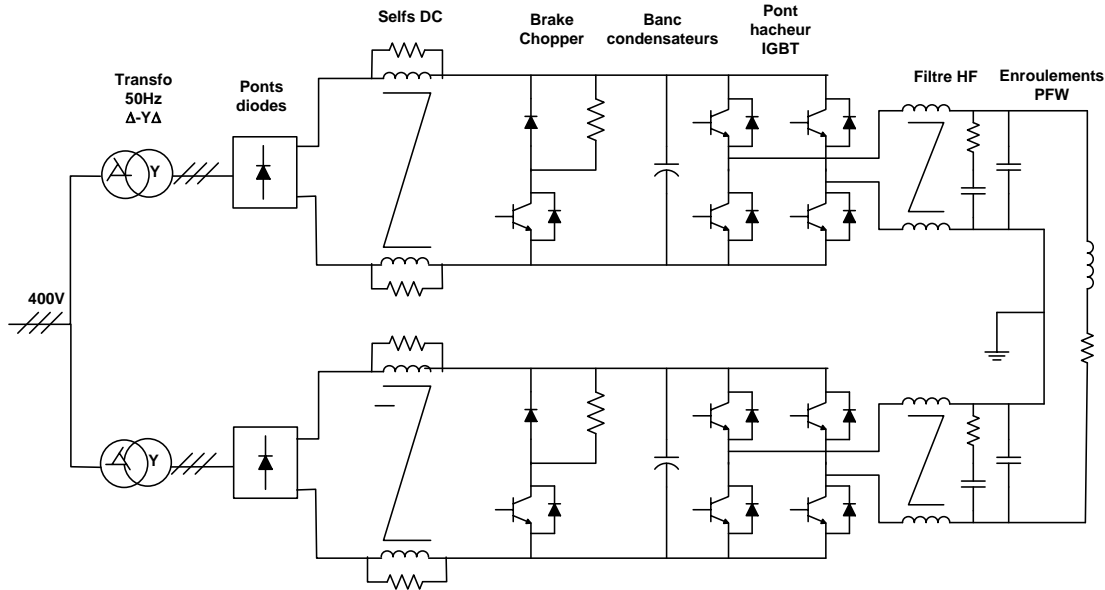 Selfs DC
Brake
Chopper
Banc
condensateurs
Pont
hacheur
IGBT
Transfo
50Hz
Δ-YΔ
Ponts
diodes
Filtre HF
Enroulements
PFW
Y
400V
Y